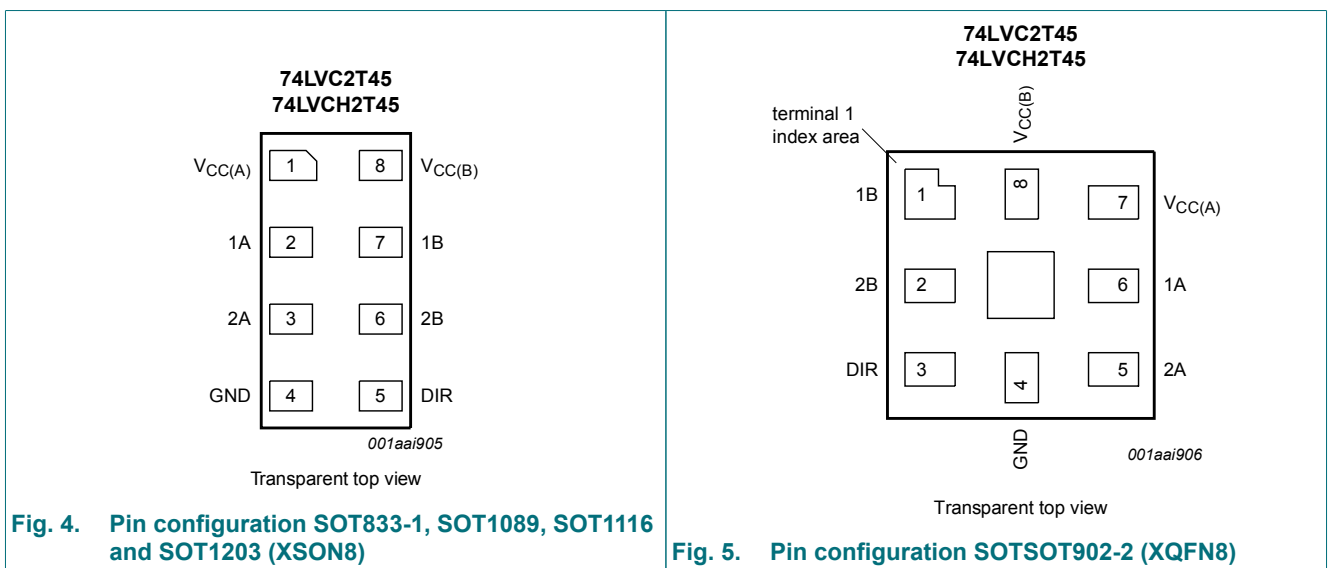 74LVC2T45
74LVCH2T45
VCC(A) 1 8 VCC(B)
1A 2 7 1B
2A 3 6 2B
GND 4 5 DIR
001aai905
Transparent top view
Fig. 4. Pin configuration SOT833-1, SOT1089, SOT1116
and SOT1203 (XSON8)
74LVC2T45
74LVCH2T45
terminal 1
index area
VCC(B)
1B 1 8 7 VCC(A)
2B 2 6 1A
DIR 3 4 5 2A
GND
001aai906
Transparent top view
Fig. 5. Pin configuration SOTSOT902-2 (XQFN8)